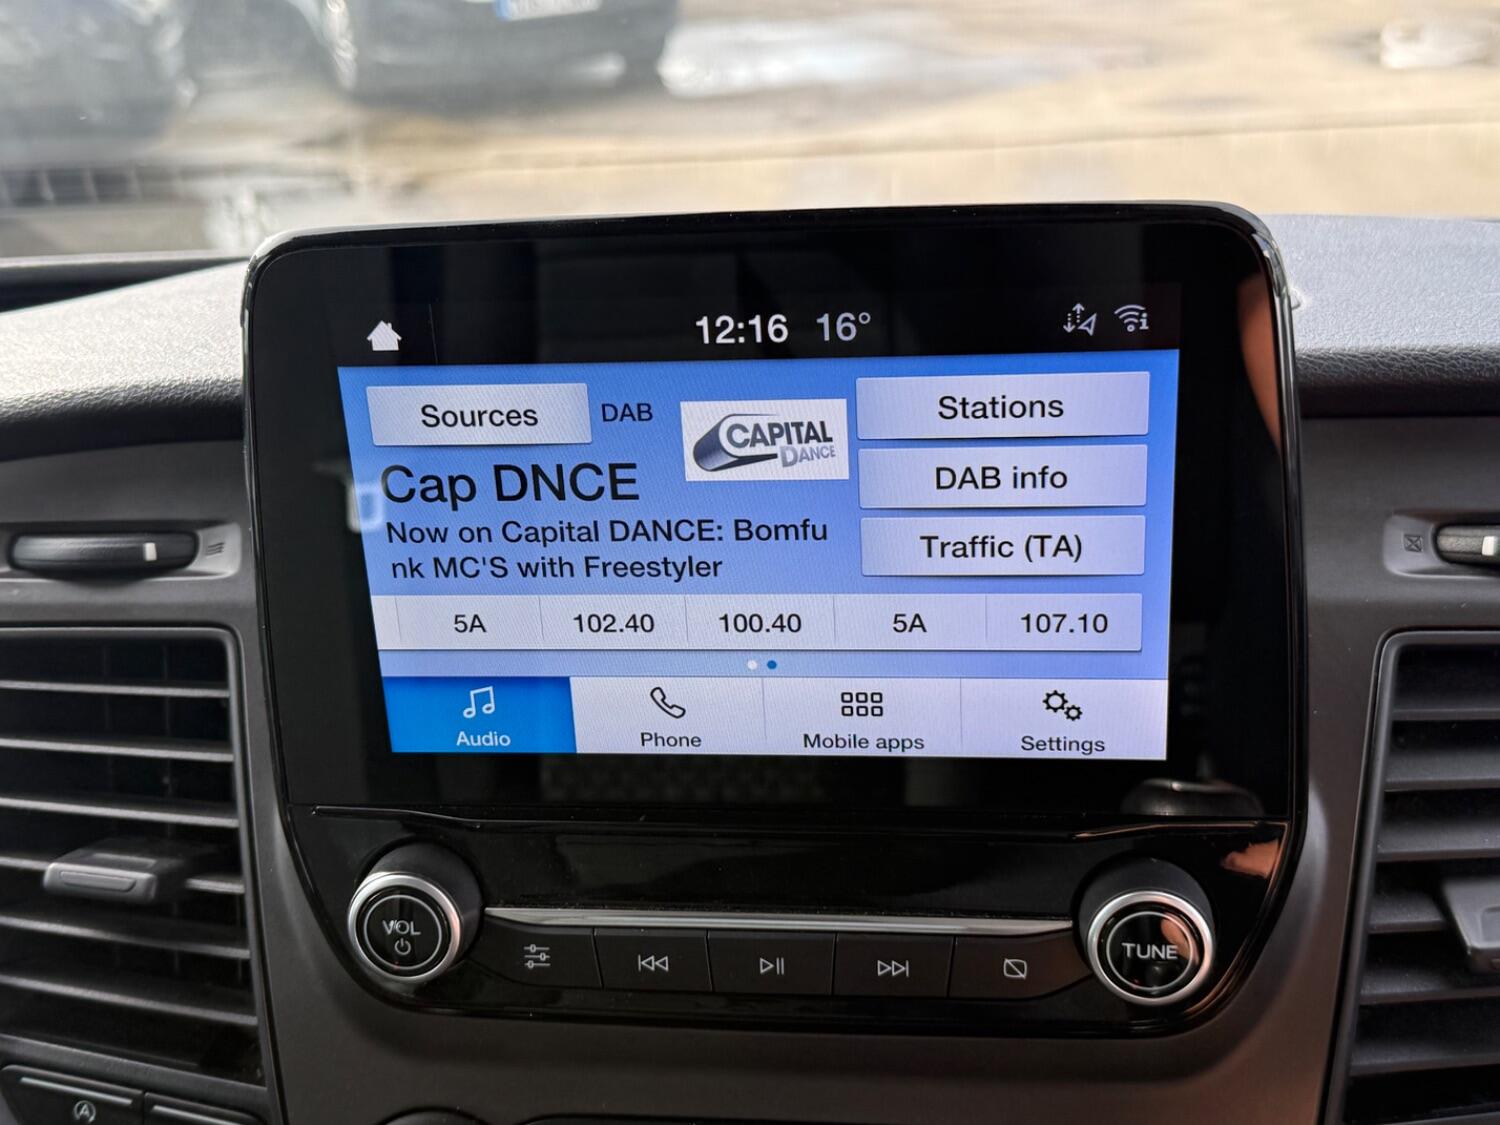 12:16 16°
Sources DAB
CAPITAL
DANCE
Stations
DAB info
Traffic (TA)
Cap DNCE
Now on Capital DANCE: Bomfu
nk MC'S with Freestyler
5A 102.40 100.40 5A 107.10
Audio Phone Mobile apps Settings
VOL
TUNE
A